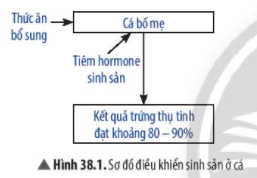 Thức ăn
bổ sung
Cá bố mẹ
Tiêm hormone
sinh sản
Kết quả trứng thụ tinh
đạt khoảng 80 – 90%
▲ Hình 38.1. Sơ đồ điều khiển sinh sản ở cá